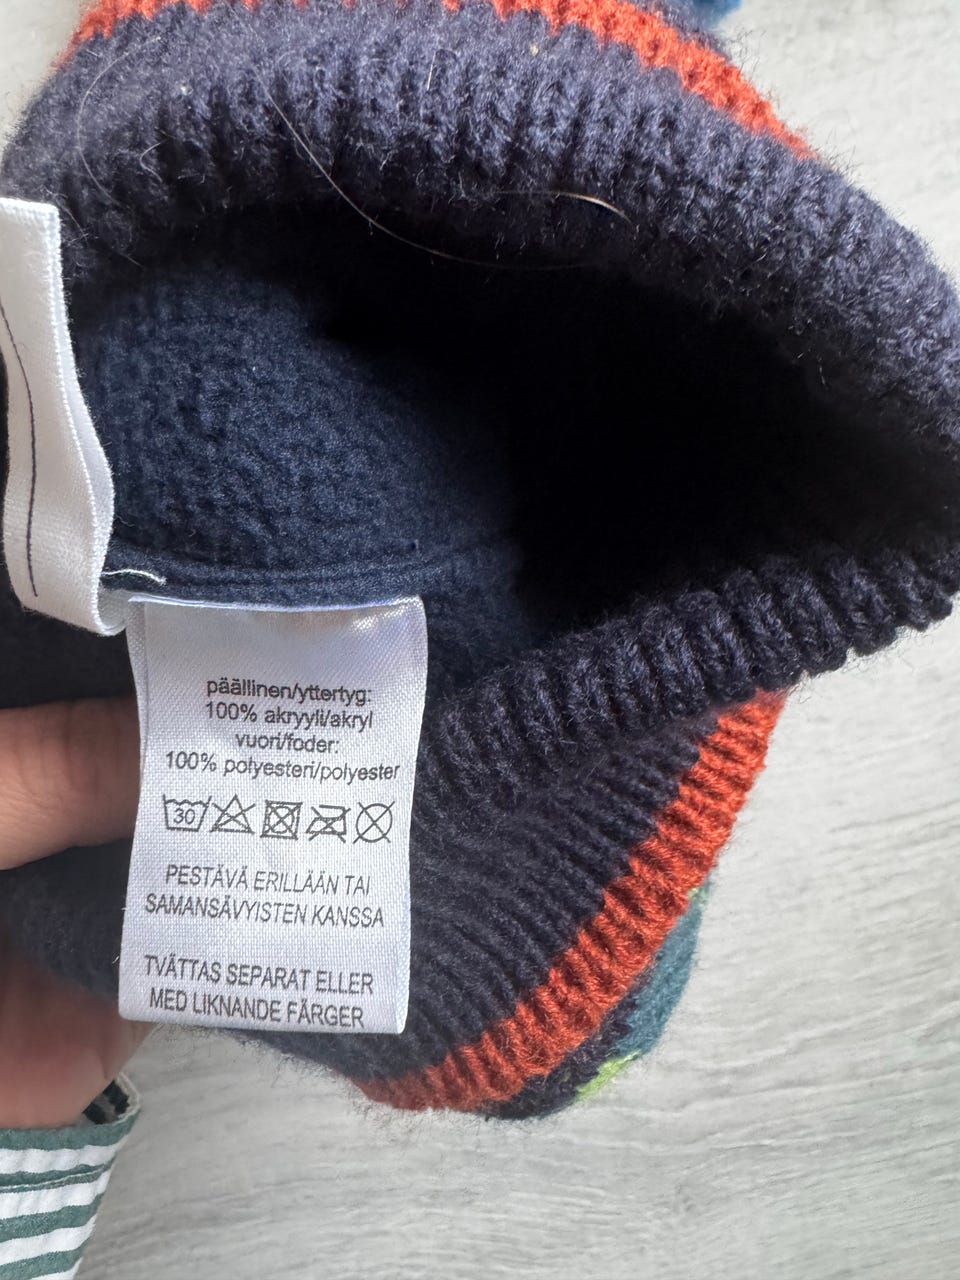 päällinen/yttertyg:
100% akryyli/akryl
vuori/foder:
100% polyesteri/polyester
30
PESTÄVÄ ERILLÄÄN TAI
SAMANSÄVYISTEN KANSSA
TVÄTTAS SEPARAT ELLER
MED LIKNANDE FÄRGER